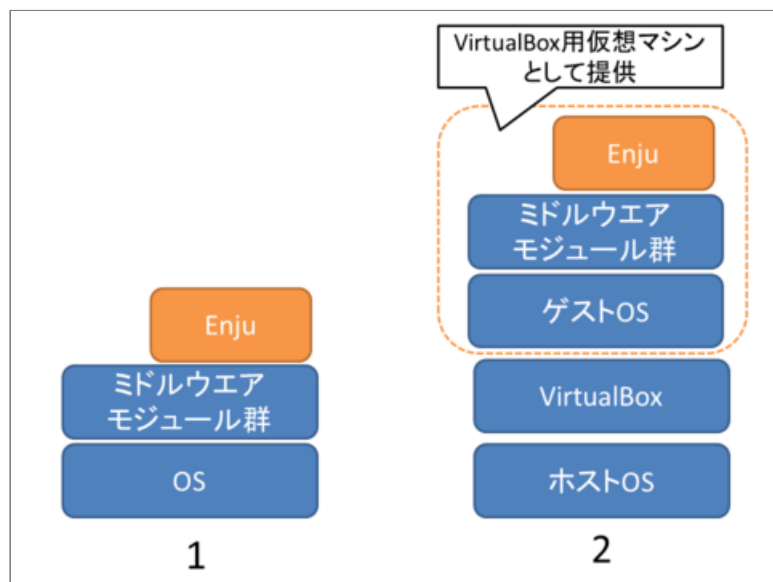 VirtualBox用仮想マシン
として提供
Enju
ミドルウエア
モジュール群
ゲストOS
VirtualBox
ホストOS
2
Enju
ミドルウエア
モジュール群
OS
1